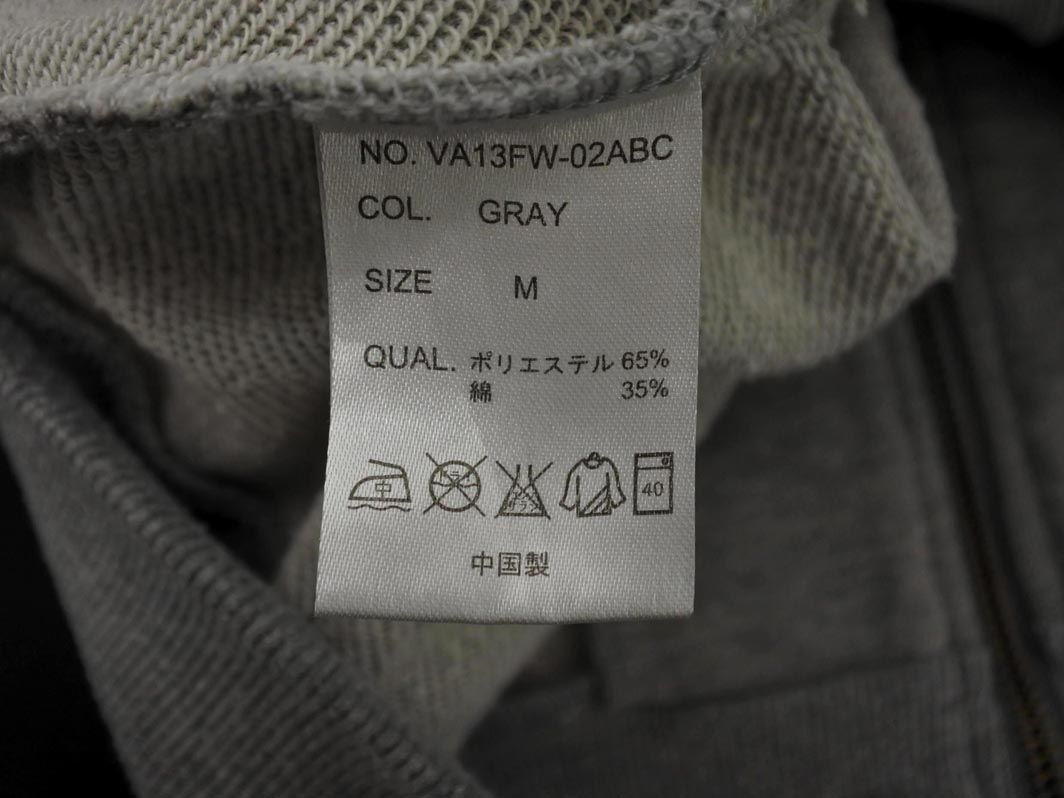 NO. VA13FW-02ABC
COL. GRAY
SIZE M
QUAL. ポリエステル 65%
綿 35%
中 40
中国製